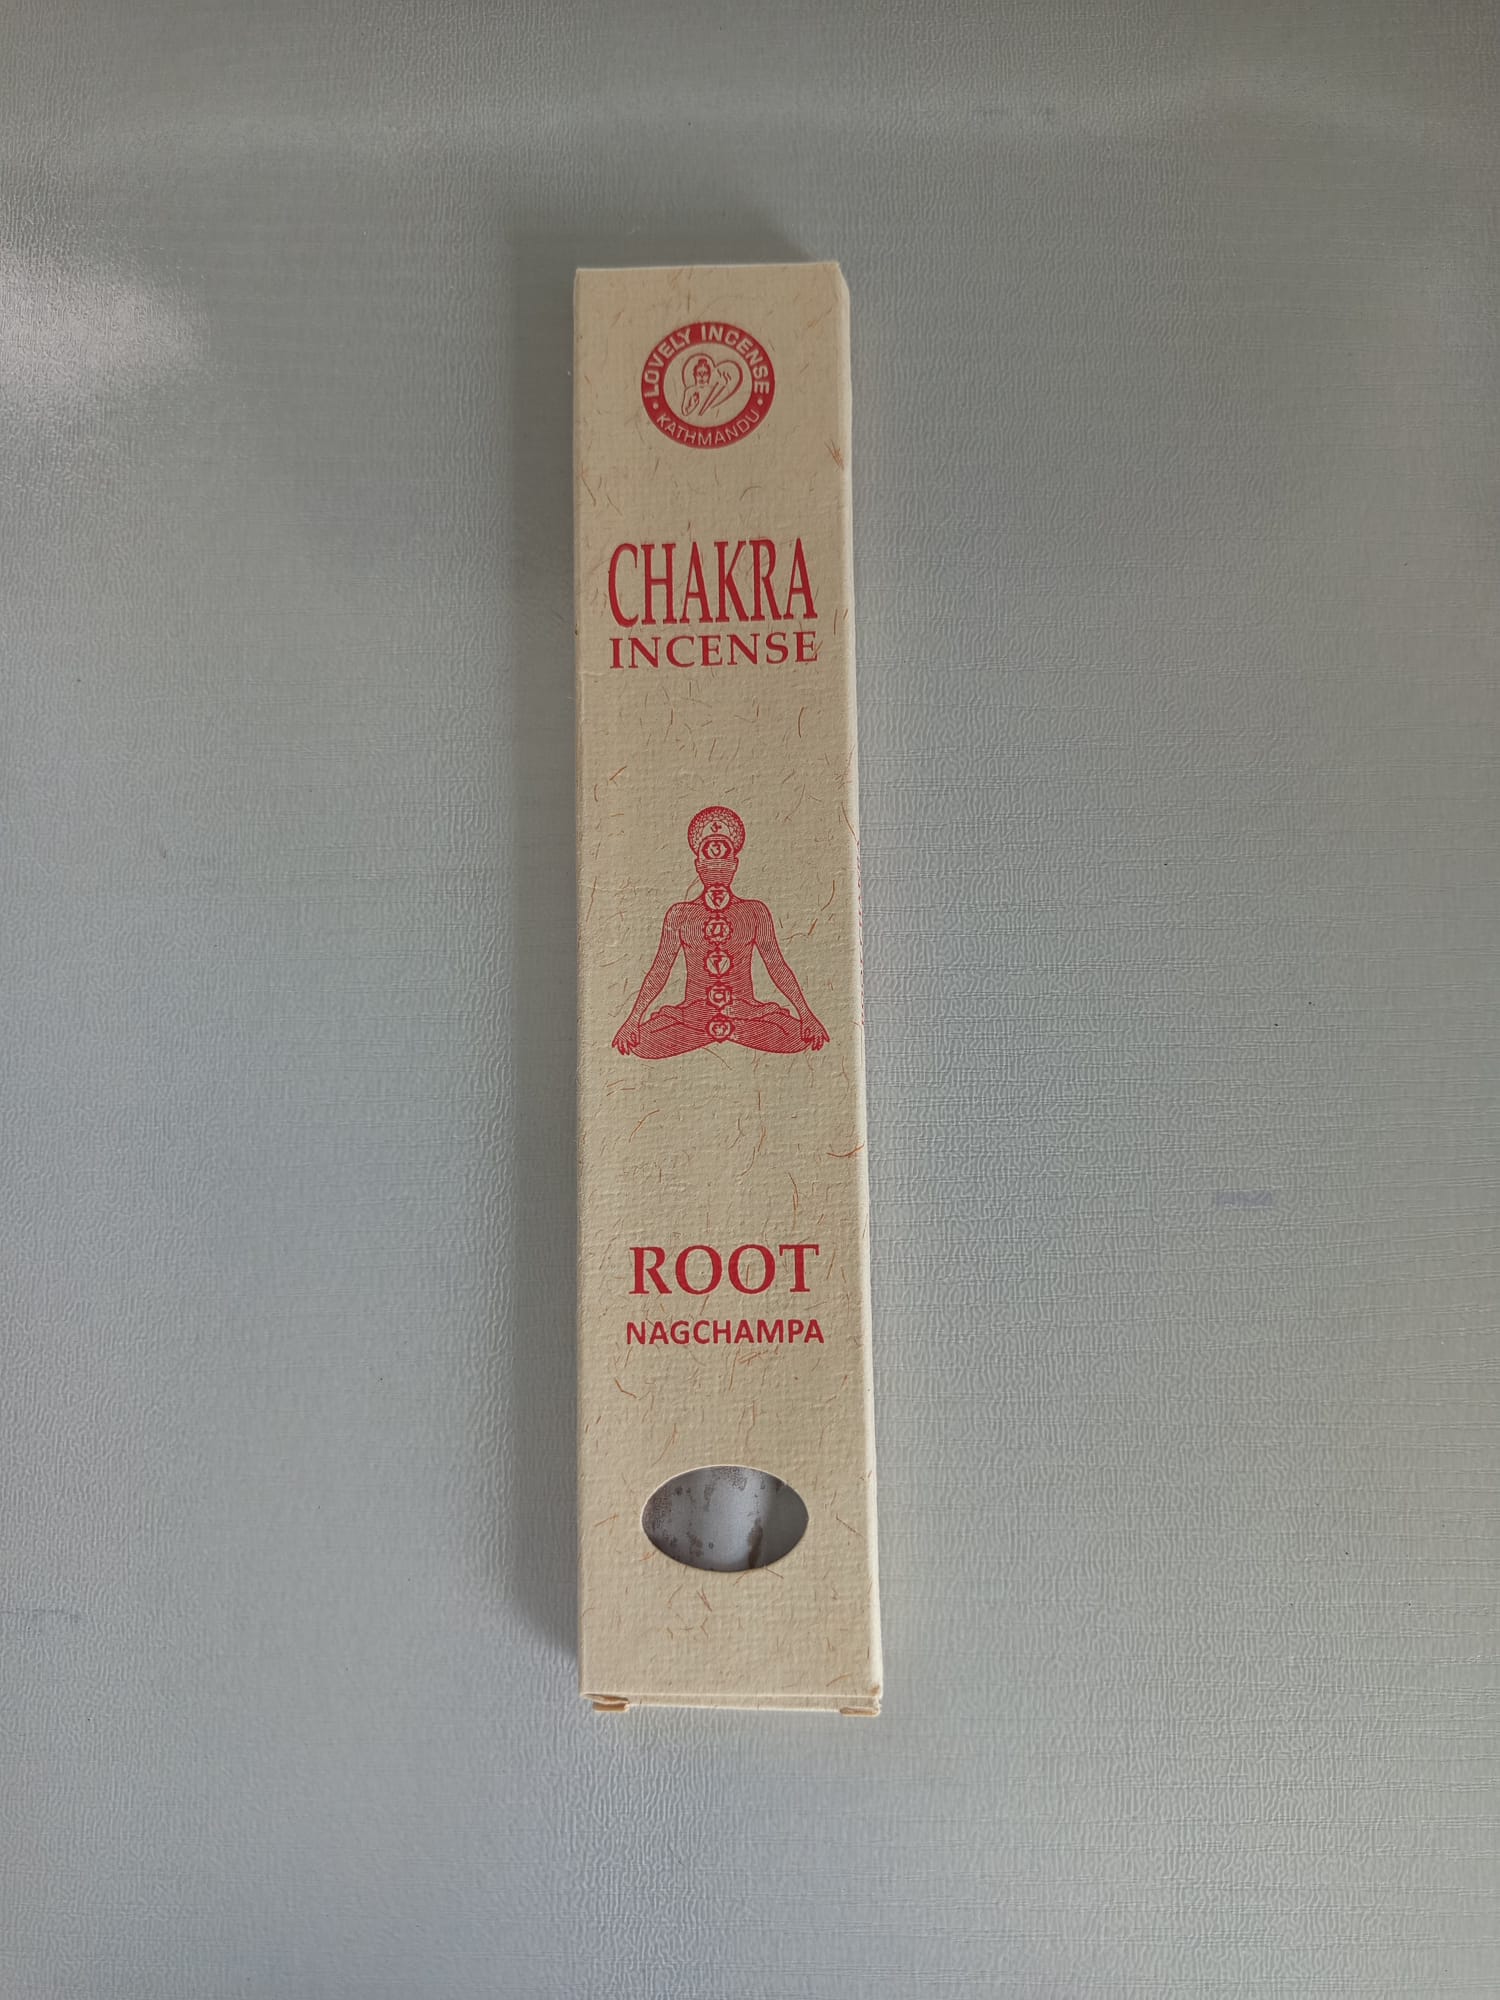 LOVELY INCENSE
• KATHMANDU •
CHAKRA
INCENSE
ROOT
NAGCHAMPA